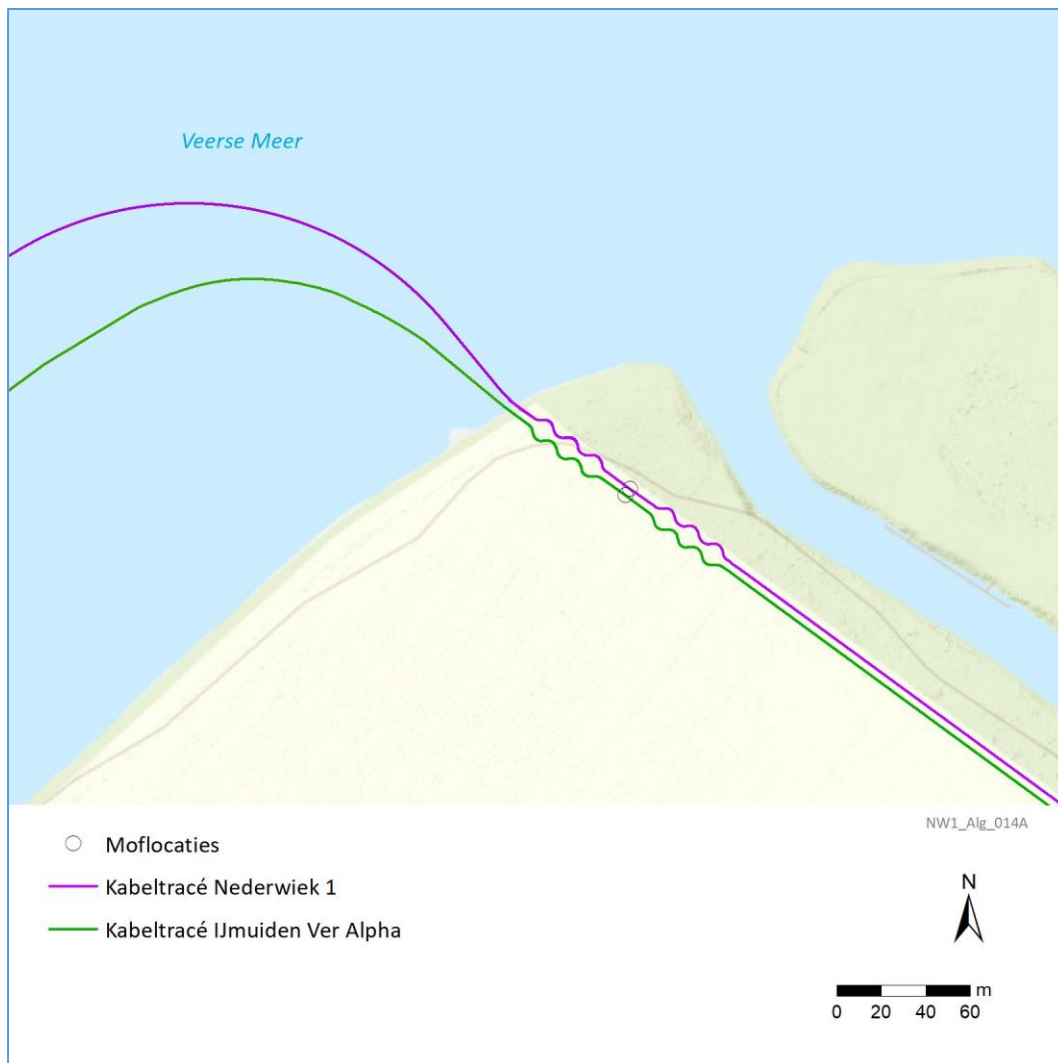 Veerse Meer
NW1_Alg_014A
Moflocaties
Kabeltracé Nederwiek 1
Kabeltracé IJmuiden Ver Alpha
N
m
0 20 40 60